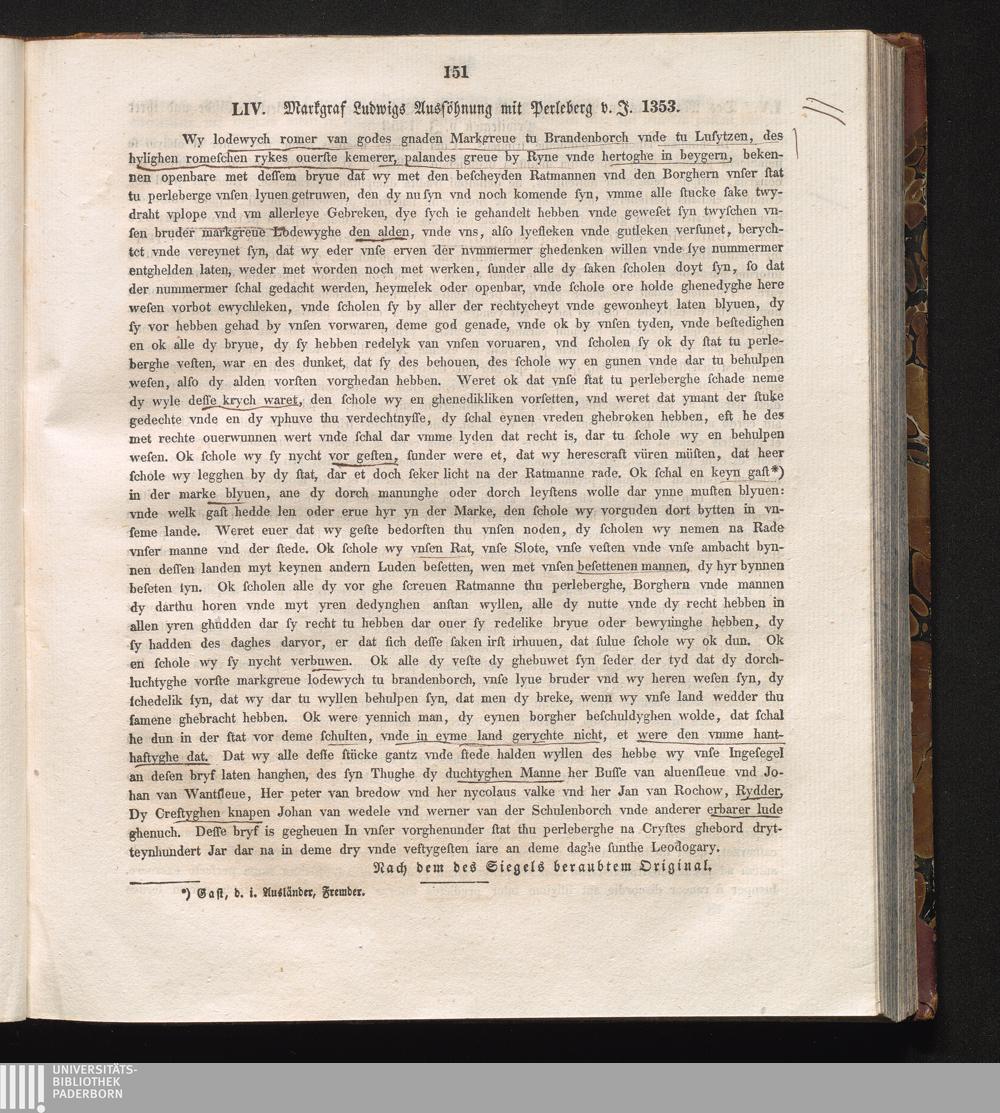 151
LIV. Markgraf Ludwigs Aussöhnung mit Perleberg v. J. 1353.
Wy lodewych romer van godes gnaden Markgreue tu Brandenborch vnde tu Luſytzen, des
hylighen romeſchen rykes ouerſte kemerer, palandes greue by Ryne vnde hertoghe in beygern, beken-
nen openbare met deſſem bryue dat wy met den beſcheyden Ratmannen vnd den Borghern vnſer ſtat
tu perleberge vnſen lyuen getruwen, den dy nu ſyn vnd noch komende ſyn, vmme alle ſtucke ſake twy-
draht vplope vnd vm allerleye Gebreken, dye ſych ie gehandelt hebben vnde geweſet ſyn twyſchen vn-
ſen bruder markgreue Lodewyghe den alden, vnde vns, alſo lyefleken vnde gutleken verſunet, berych-
tet vnde vereynet ſyn, dat wy eder vnſe erven der nvmmermer ghedenken willen vnde ſye nummermer
entghelden laten, weder met worden noch met werken, ſunder alle dy ſaken ſcholen doyt ſyn, ſo dat
der nummermer ſchal gedacht werden, heymelek oder openbar, vnde ſchole ore holde ghenedyghe here
weſen vorbot ewychleken, vnde ſcholen ſy by aller der rechtycheyt vnde gewonheyt laten blyuen, dy
ſy vor hebben gehad by vnſen vorwaren, deme god genade, vnde ok by vnſen tyden, vnde beſtedighen
en ok alle dy bryue, dy ſy hebben redelyk van vnſen voruaren, vnd ſcholen ſy ok dy ſtat tu perle-
berghe veſten, war en des dunket, dat ſy des behouen, des ſchole wy en gunen vnde dar tu behulpen
weſen, alſo dy alden vorſten vorghedan hebben. Weret ok dat vnſe ſtat tu perleberghe ſchade neme
dy wyle deſſe krych waret, den ſchole wy en ghenedikliken vorſetten, vnd weret dat ymant der ſtuke
gedechte vnde en dy vphuve thu verdechtnyſſe, dy ſchal eynen vreden ghebroken hebben, eſt he des
met rechte ouerwunnen wert vnde ſchal dar vmme lyden dat recht is, dar tu ſchole wy en behulpen
weſen. Ok ſchole wy ſy nycht vor geſten, ſunder were et, dat wy herescraft vüren müſten, dat heer
ſchole wy legghen by dy ſtat, dar et doch ſeker licht na der Ratmanne rade. Ok ſchal en keyn gaſt*)
in der marke blyuen, ane dy dorch manunghe oder dorch leyſtens wolle dar ynne muſten blyuen:
vnde welk gaſt hedde len oder erue hyr yn der Marke, den ſchole wy vorguden dort bytten in vn-
ſeme lande. Weret euer dat wy geſte bedorften thu vnſen noden, dy ſcholen wy nemen na Rade
vnſer manne vnd der ſtede. Ok ſchole wy vnſen Rat, vnſe Slote, vnſe veſten vnde vnſe ambacht byn-
nen deſſen landen myt keynen andern Luden beſetten, wen met vnſen beſettenen mannen, dy hyr bynnen
beſeten ſyn. Ok ſcholen alle dy vor ghe ſcreuen Ratmanne thu perleberghe, Borghern vnde mannen
dy darthu horen vnde myt yren dedynghen anſtan wyllen, alle dy nutte vnde dy recht hebben in
allen yren ghüdden dar ſy recht tu hebben dar ouer ſy redelike bryue oder bewyünghe hebben, dy
ſy hadden des daghes darvor, er dat ſich deſſe ſaken irſt irhuuen, dat ſulue ſchole wy ok dun. Ok
en ſchole wy ſy nycht verbuwen. Ok alle dy veſte dy ghebuwet ſyn ſeder der tyd dat dy dorch-
luchtyghe vorſte markgreue lodewych tu brandenborch, vnſe lyue bruder vnd wy heren weſen ſyn, dy
ſchedelik ſyn, dat wy dar tu wyllen behulpen ſyn, dat men dy breke, wenn wy vnſe land wedder thu
ſamene ghebracht hebben. Ok were yennich man, dy eynen borgher beſchuldyghen wolde, dat ſchal
he dun in der ſtat vor deme ſchulten, vnde in eyme land gerychte nicht, et were den vmme hant-
haftyghe dat. Dat wy alle deſſe ſtücke gantz vnde ſtede halden wyllen des hebbe wy vnſe Ingeſegel
an deſen bryf laten hanghen, des ſyn Thughe dy duchtyghen Manne her Buſſe van aluenſleue vnd Jo-
han van Wantſleue, Her peter van bredow vnd her nycolaus valke vnd her Jan van Rochow, Rydder,
Dy Creftyghen knapen Johan van wedele vnd werner van der Schulenborch vnde anderer erbarer lude
ghenuch. Deſſe bryf is gegheuen In vnſer vorghenunder ſtat thu perleberghe na Cryſtes ghebord dryt-
teynhundert Jar dar na in deme dry vnde veftygeſten iare an deme daghe ſunthe Leodogary.
Nach dem des Siegels beraubtem Original.
*) Gaſt, d. i. Ausländer, Fremder.
UNIVERSITÄTS-
BIBLIOTHEK
PADERBORN